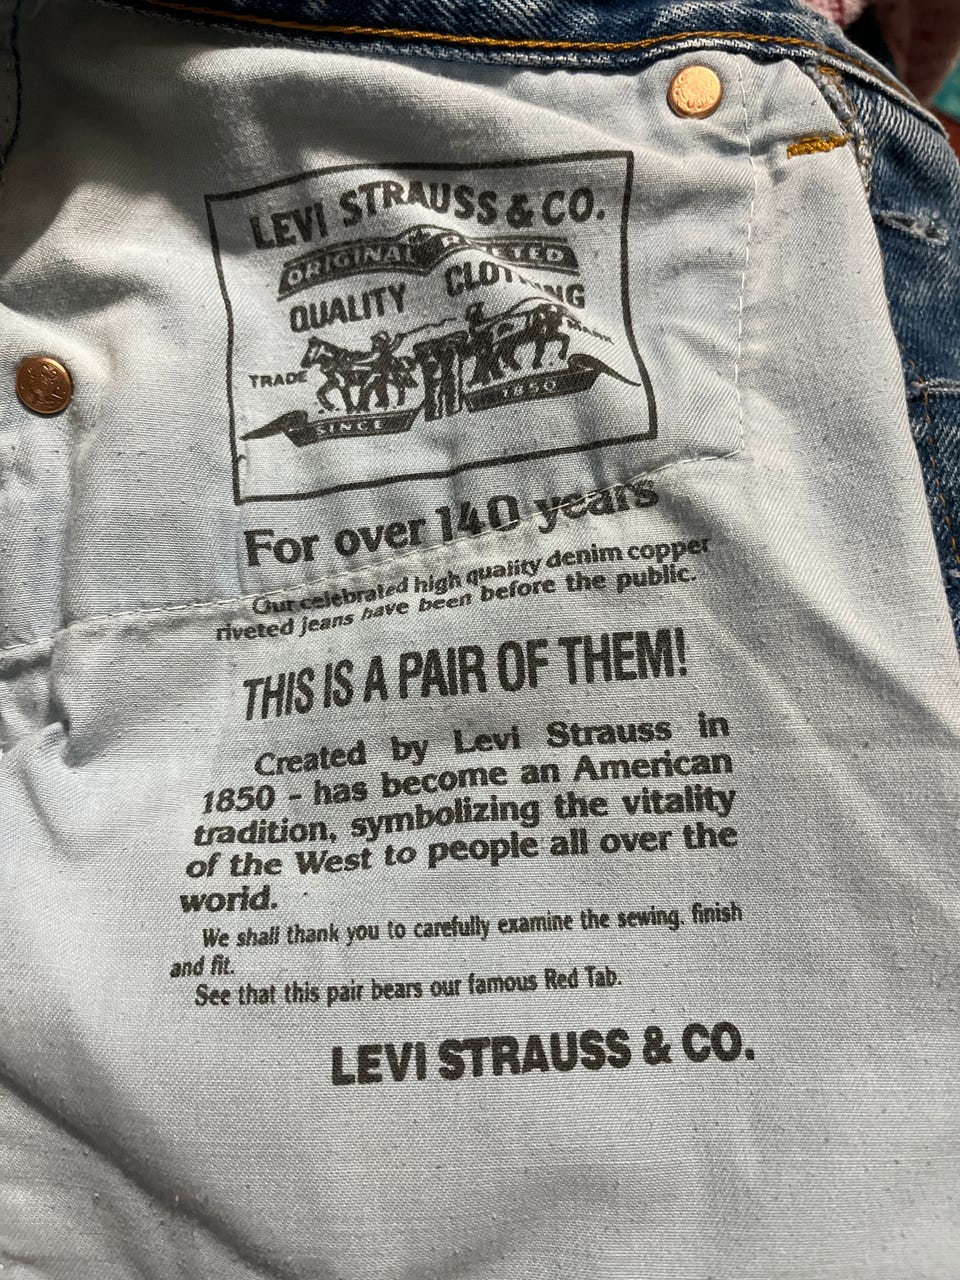 LEVI STRAUSS & CO.
ORIGINAL RIVETED
QUALITY CLOTHING
TRADE MARK
SINCE 1850
For over 140 years
Our celebrated high quality denim copper
riveted jeans have been before the public.
THIS IS A PAIR OF THEM!
Created by Levi Strauss in
1850 - has become an American
tradition, symbolizing the vitality
of the West to people all over the
world.
We shall thank you to carefully examine the sewing. finish
and fit.
See that this pair bears our famous Red Tab.
LEVI STRAUSS & CO.